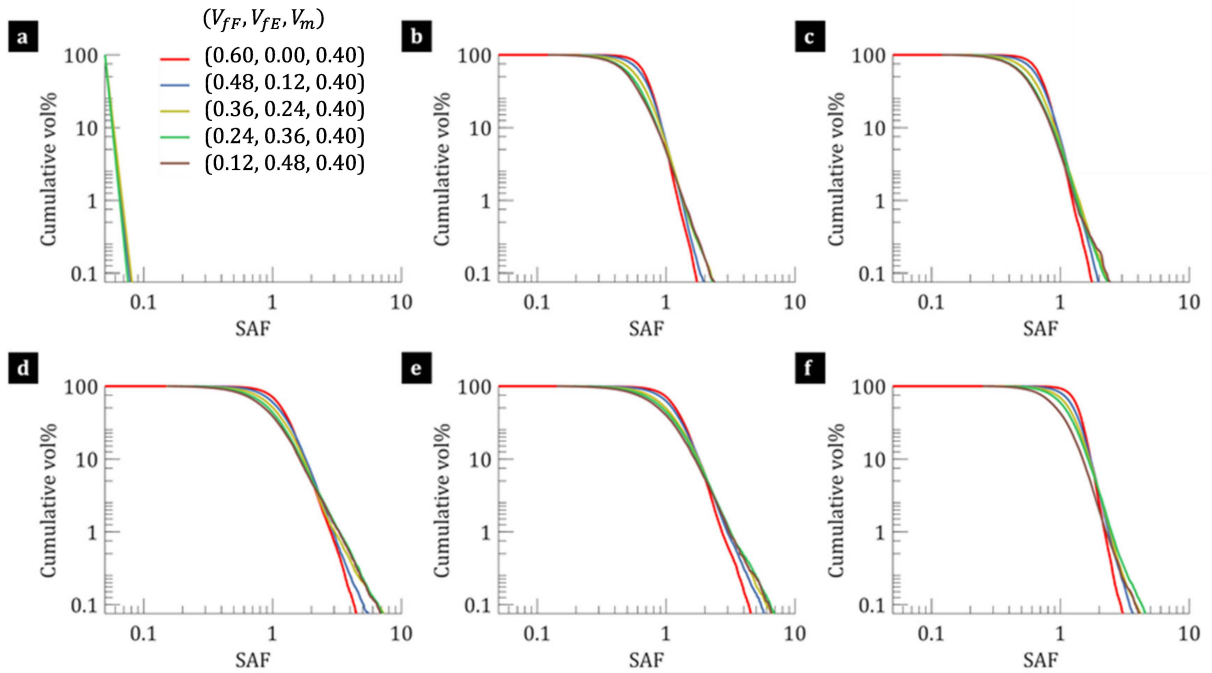 a
(V_fF, V_fE, V_m)
(0.60, 0.00, 0.40)
(0.48, 0.12, 0.40)
(0.36, 0.24, 0.40)
(0.24, 0.36, 0.40)
(0.12, 0.48, 0.40)
100
10
1
0.1
Cumulative vol%
0.1 1 10
SAF
b
100
10
1
0.1
Cumulative vol%
0.1 1 10
SAF
c
100
10
1
0.1
Cumulative vol%
0.1 1 10
SAF
d
100
10
1
0.1
Cumulative vol%
0.1 1 10
SAF
e
100
10
1
0.1
Cumulative vol%
0.1 1 10
SAF
f
100
10
1
0.1
Cumulative vol%
0.1 1 10
SAF